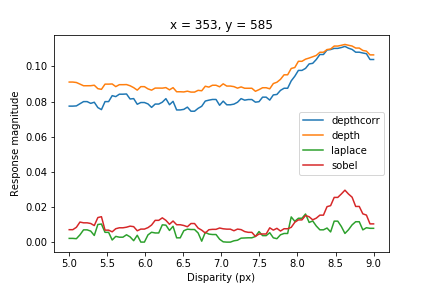 x = 353, y = 585
Response magnitude
0.10
0.08
0.06
0.04
0.02
0.00
depthcorr
depth
laplace
sobel
5.0 5.5 6.0 6.5 7.0 7.5 8.0 8.5 9.0
Disparity (px)